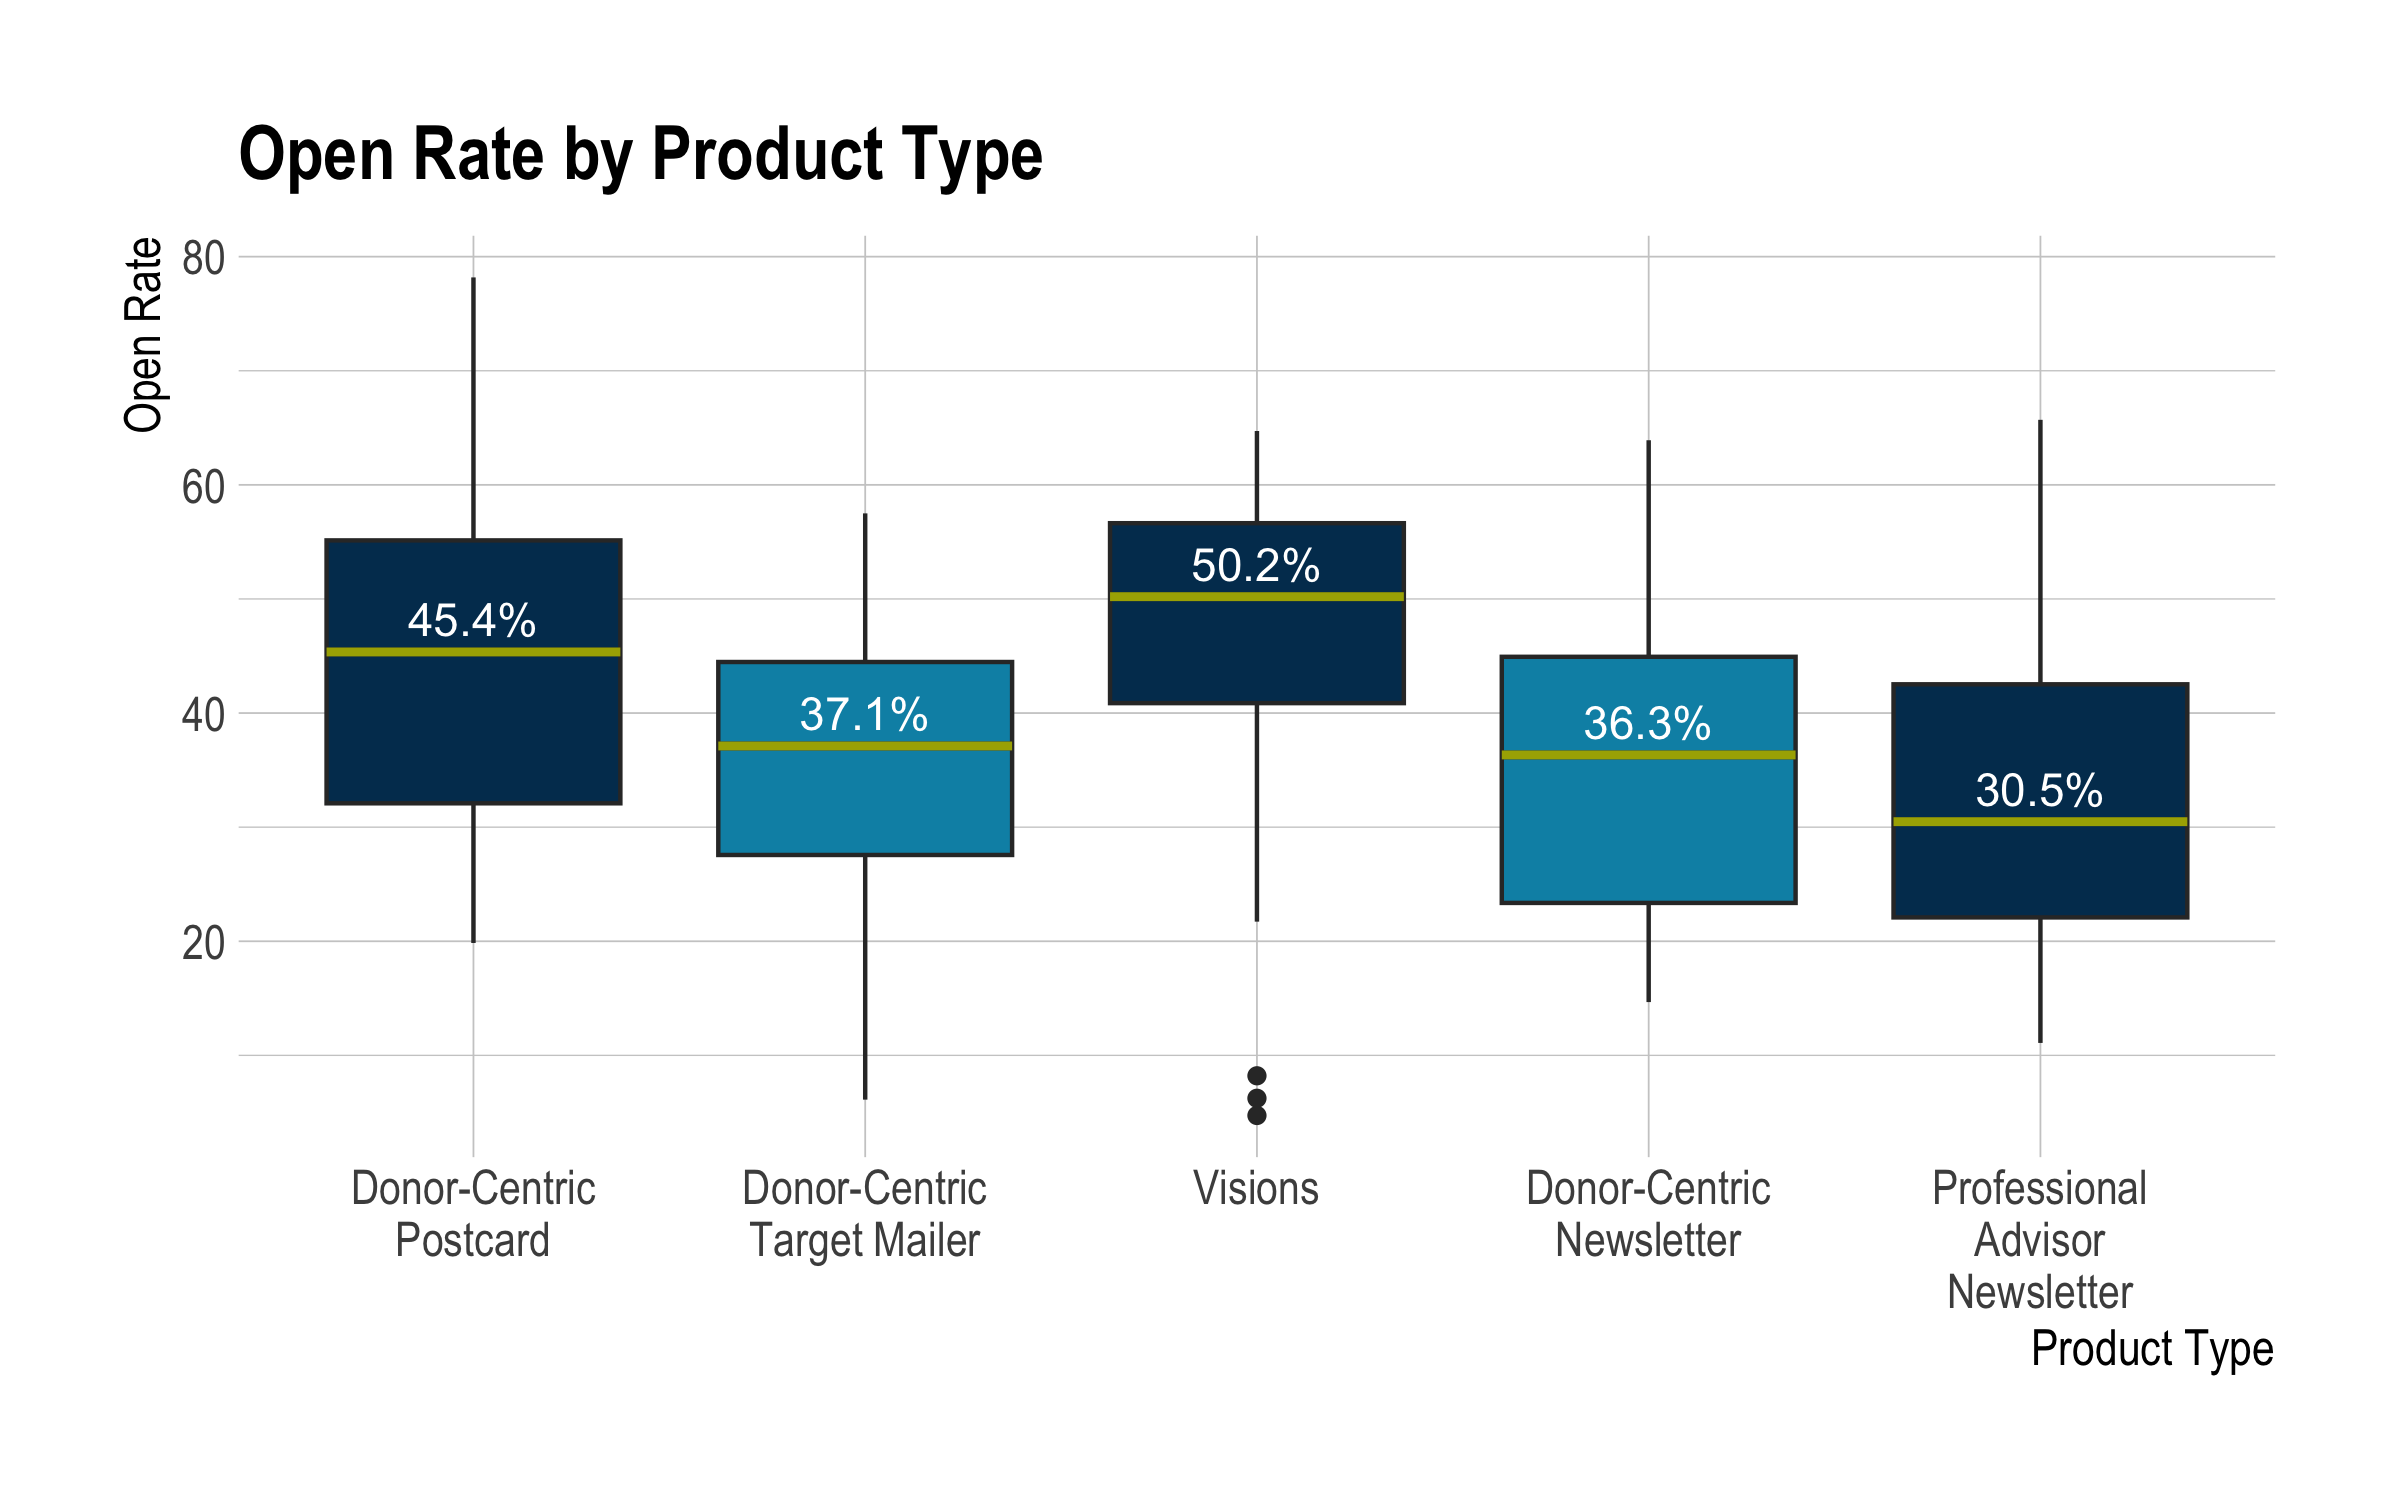 Open Rate by Product Type
Open Rate
80
60
40
20
45.4%
37.1%
50.2%
36.3%
30.5%
Donor-Centric
Postcard
Donor-Centric
Target Mailer
Visions
Donor-Centric
Newsletter
Professional
Advisor
Newsletter
Product Type